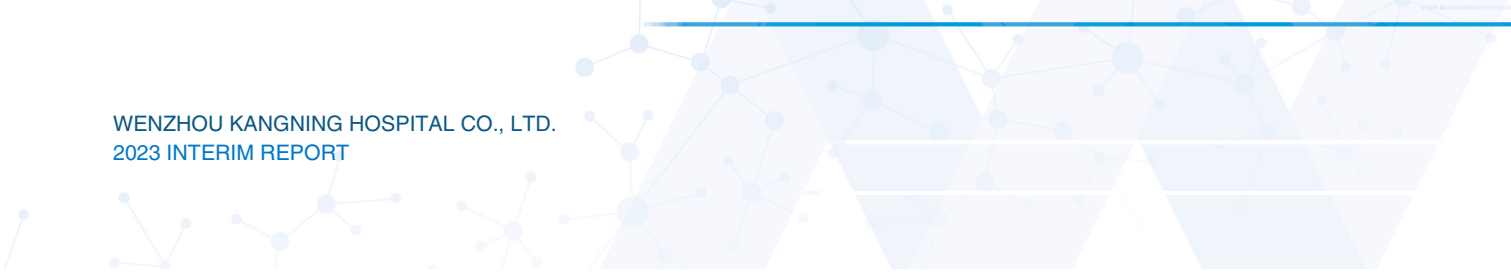 WENZHOU KANGNING HOSPITAL CO., LTD.
2023 INTERIM REPORT